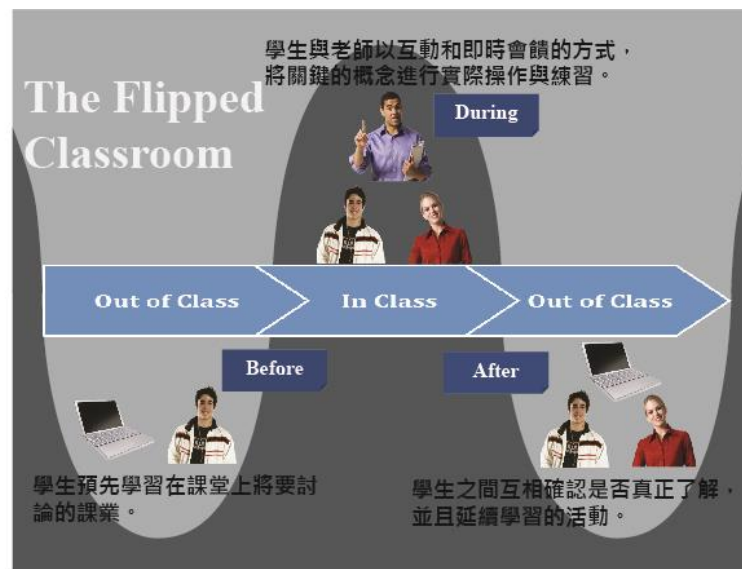 學生與老師以互動和即時會饋的方式，
將關鍵的概念進行實際操作與練習。
The Flipped
Classroom
During
Out of Class
In Class
Out of Class
Before
After
學生預先學習在課堂上將要討
論的課業。
學生之間互相確認是否真正了解，
並且延續學習的活動。